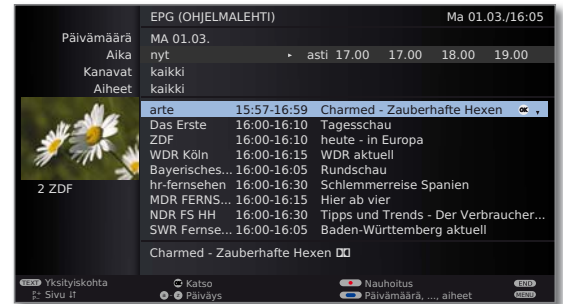 EPG (OHJELMALEHTI) Ma 01.03./16:05
Päivämäärä MA 01.03.
Aika nyt ▸ asti 17.00 17.00 18.00 19.00
Kanavat kaikki
Aiheet kaikki
arte 15:57-16:59 Charmed - Zauberhafte Hexen OK
Das Erste 16:00-16:10 Tagesschau
ZDF 16:00-16:10 heute - in Europa
WDR Köln 16:00-16:15 WDR aktuell
Bayerisches... 16:00-16:05 Rundschau
hr-fernsehen 16:00-16:30 Schlemmerreise Spanien
MDR FERNS... 16:00-16:15 Hier ab vier
NDR FS HH 16:00-16:30 Tipps und Trends - Der Verbraucher...
SWR Fernse... 16:00-16:05 Baden-Württemberg aktuell
2 ZDF
Charmed - Zauberhafte Hexen
TEXT Yksityiskohta OK Katso Nauhoitus END
P+ Sivu ↓↑ Päiväys Päivämäärä, ..., aiheet MENU